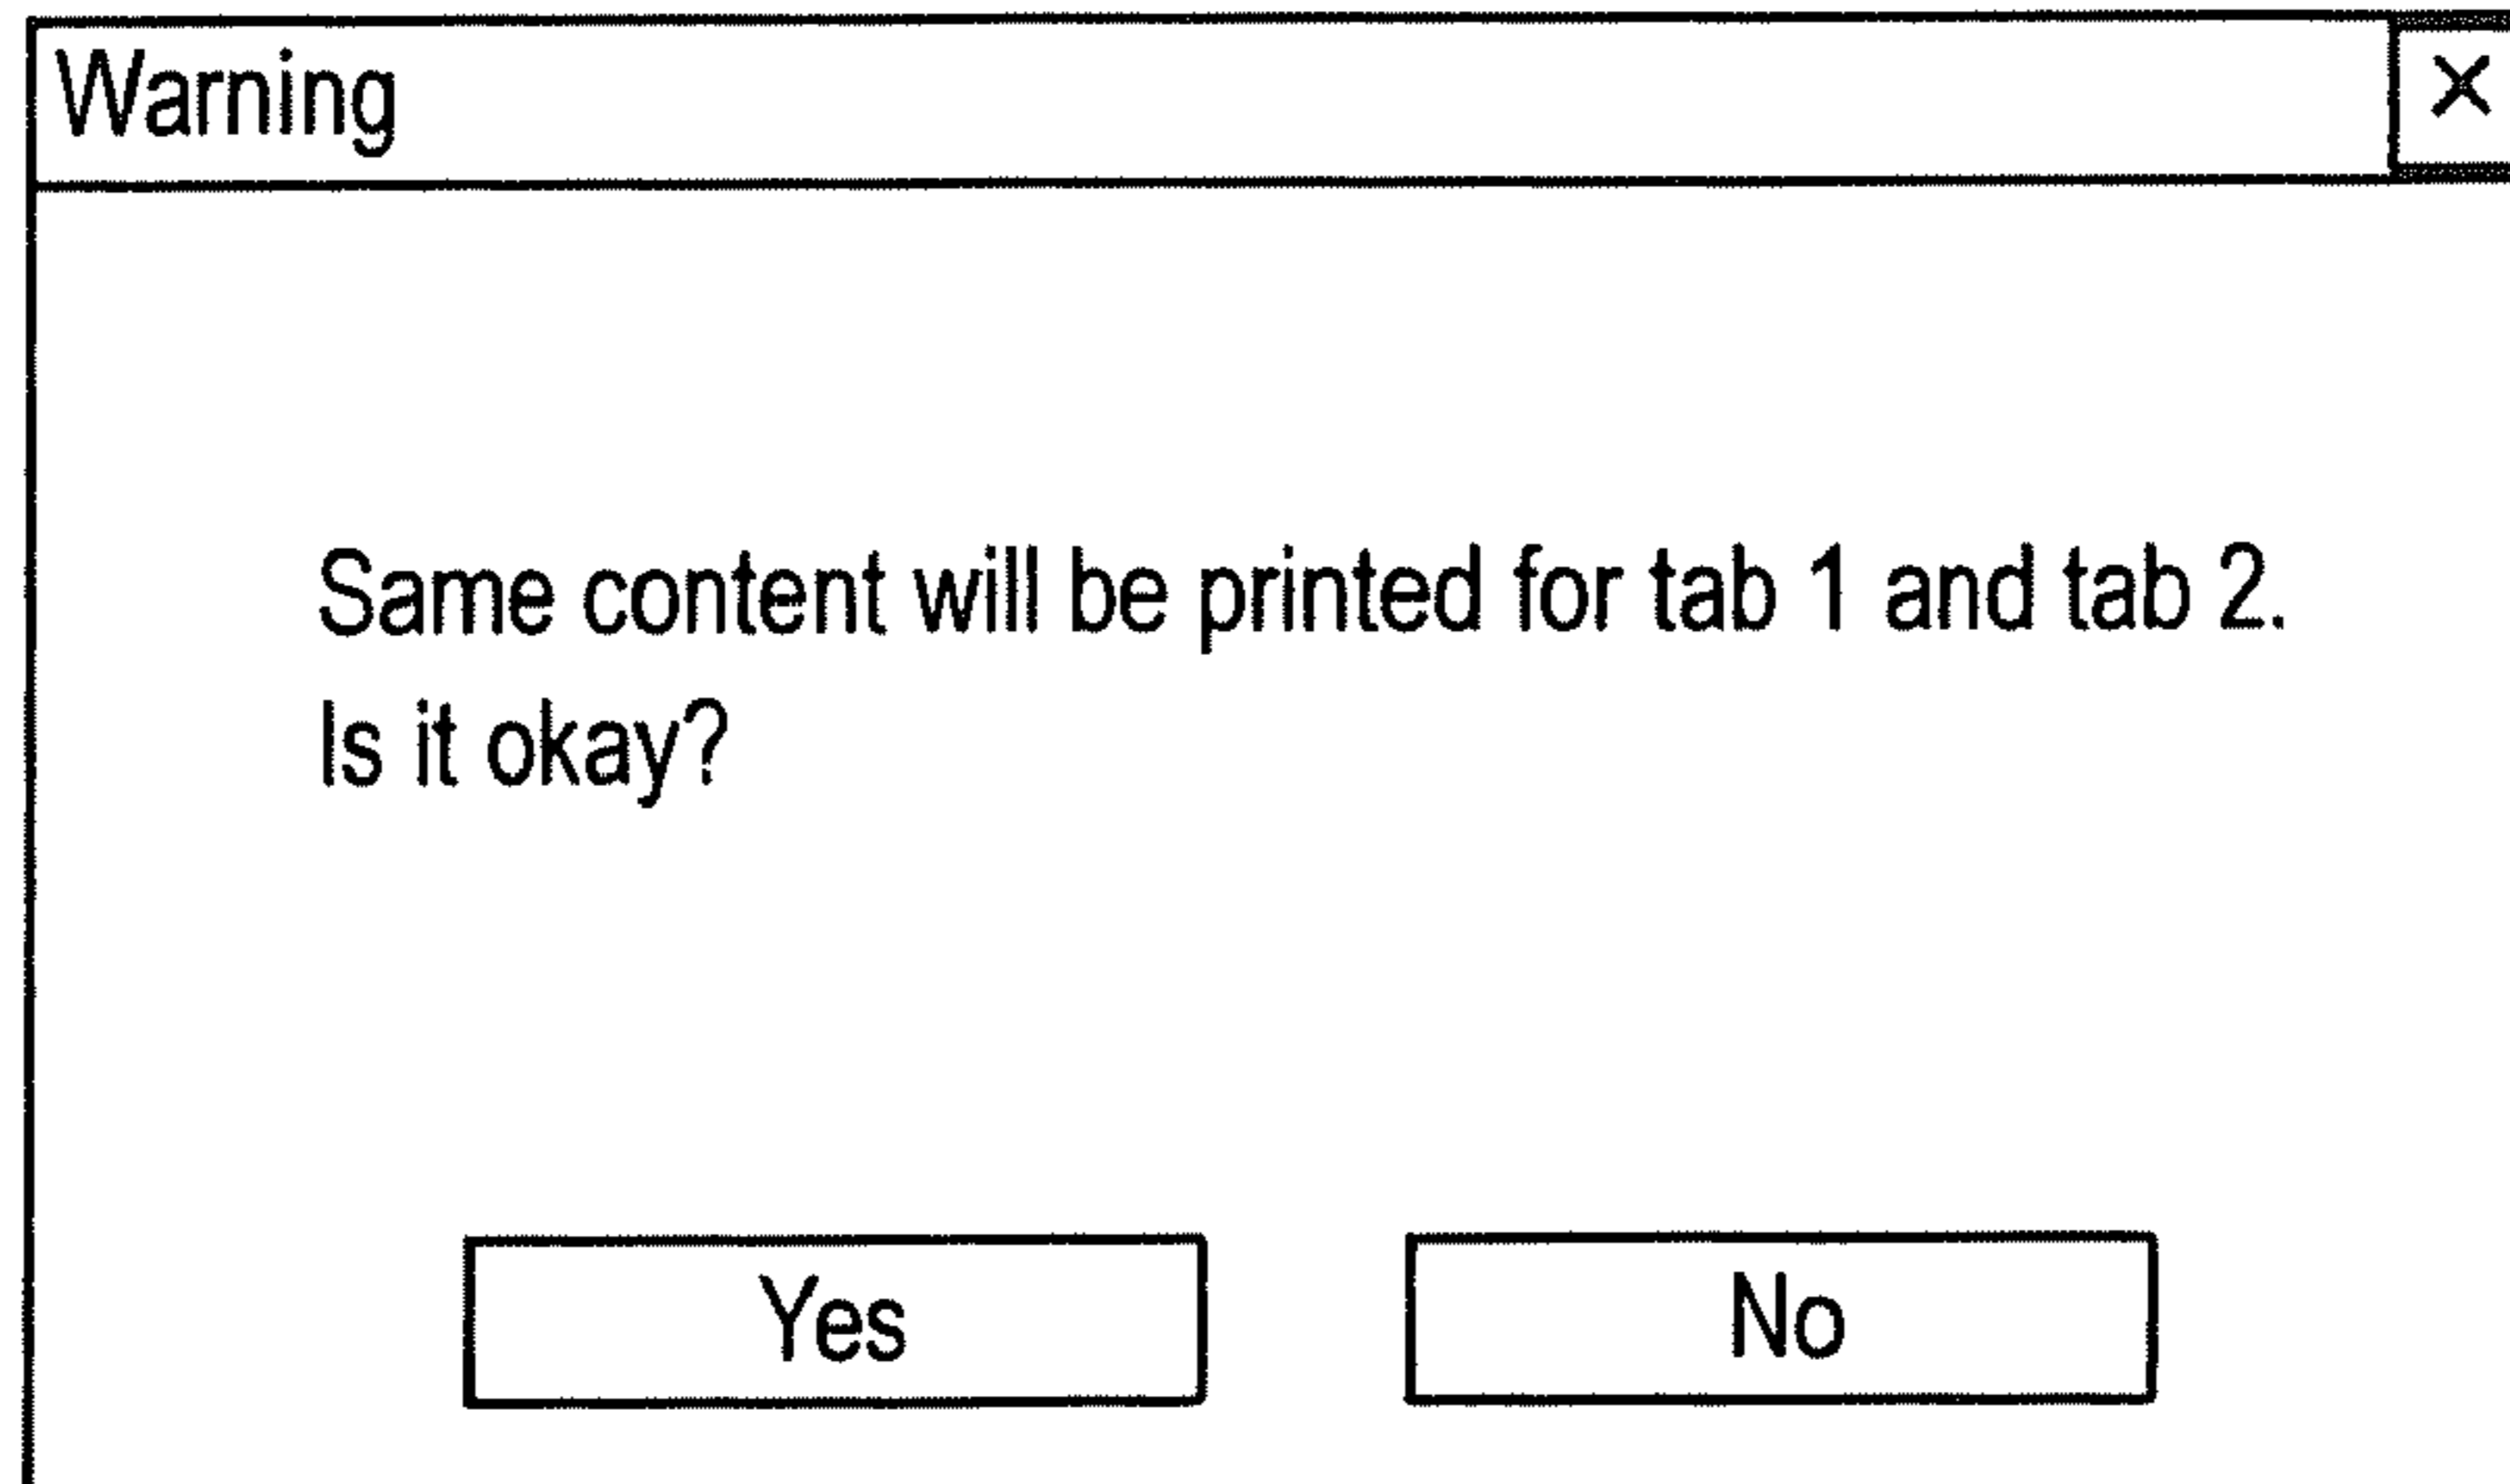 Warning ×
Same content will be printed for tab 1 and tab 2.
Is it okay?
Yes No